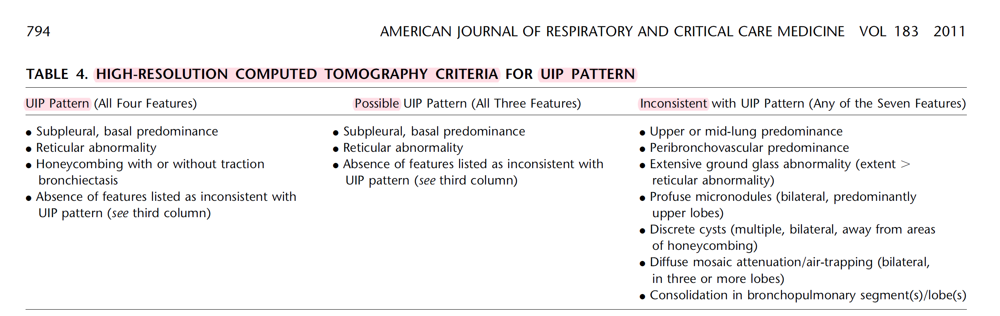 794 AMERICAN JOURNAL OF RESPIRATORY AND CRITICAL CARE MEDICINE VOL 183 2011
TABLE 4. HIGH-RESOLUTION COMPUTED TOMOGRAPHY CRITERIA FOR UIP PATTERN
UIP Pattern (All Four Features)
● Subpleural, basal predominance
● Reticular abnormality
● Honeycombing with or without traction
bronchiectasis
● Absence of features listed as inconsistent with
UIP pattern (see third column)
Possible UIP Pattern (All Three Features)
● Subpleural, basal predominance
● Reticular abnormality
● Absence of features listed as inconsistent with
UIP pattern (see third column)
Inconsistent with UIP Pattern (Any of the Seven Features)
● Upper or mid-lung predominance
● Peribronchovascular predominance
● Extensive ground glass abnormality (extent >
reticular abnormality)
● Profuse micronodules (bilateral, predominantly
upper lobes)
● Discrete cysts (multiple, bilateral, away from areas
of honeycombing)
● Diffuse mosaic attenuation/air-trapping (bilateral,
in three or more lobes)
● Consolidation in bronchopulmonary segment(s)/lobe(s)